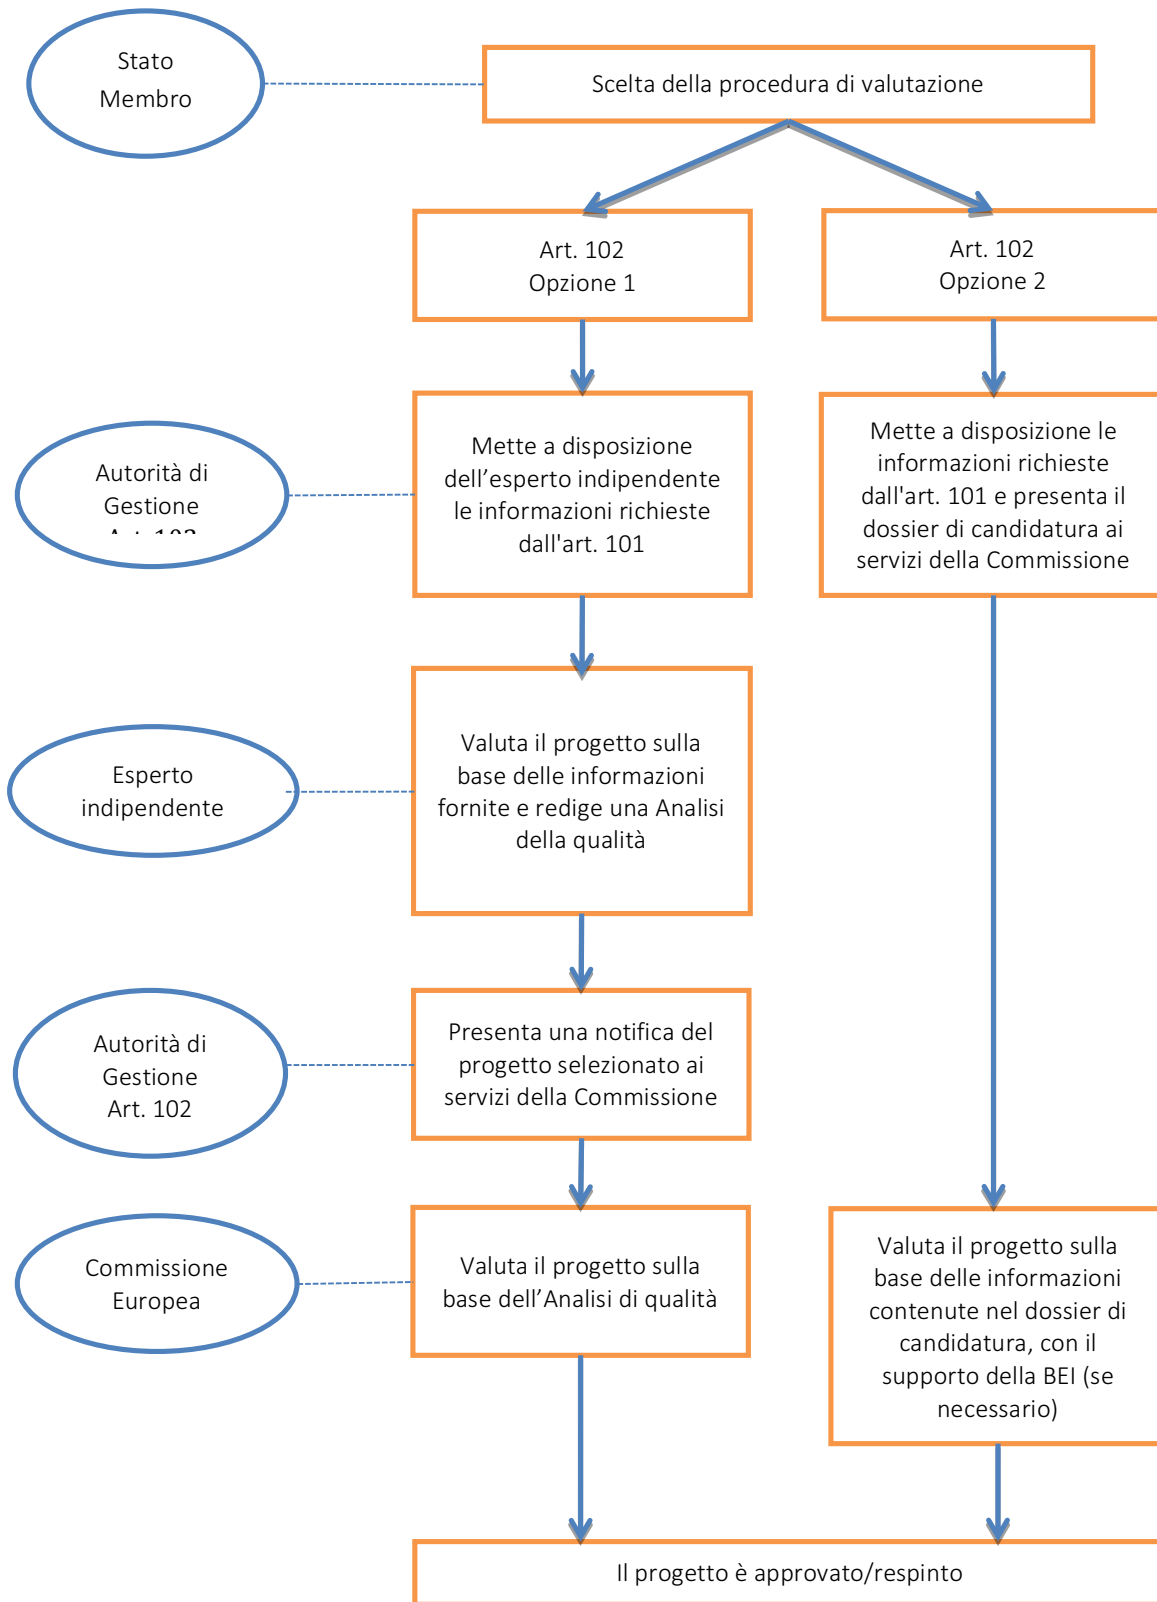 Stato
Membro
Scelta della procedura di valutazione
Art. 102
Opzione 1
Art. 102
Opzione 2
Autorità di
Gestione
Mette a disposizione
dell’esperto indipendente
le informazioni richieste
dall'art. 101
Mette a disposizione le
informazioni richieste
dall'art. 101 e presenta il
dossier di candidatura ai
servizi della Commissione
Esperto
indipendente
Valuta il progetto sulla
base delle informazioni
fornite e redige una Analisi
della qualità
Autorità di
Gestione
Art. 102
Presenta una notifica del
progetto selezionato ai
servizi della Commissione
Commissione
Europea
Valuta il progetto sulla
base dell’Analisi di qualità
Valuta il progetto sulla
base delle informazioni
contenute nel dossier di
candidatura, con il
supporto della BEI (se
necessario)
Il progetto è approvato/respinto